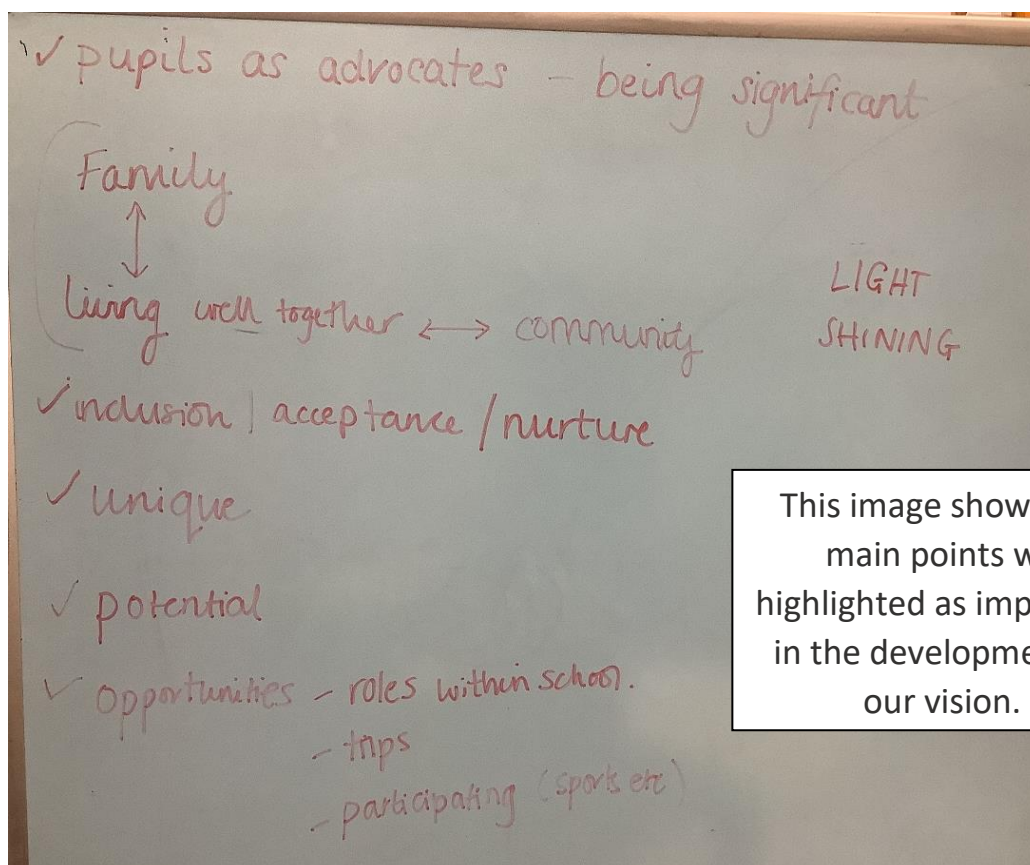 ✓ pupils as advocates – being significant
Family
↕
living well together ↔ community
LIGHT
SHINING
✓ inclusion | acceptance / nurture
✓ unique
✓ potential
✓ opportunities – roles within school.
– trips
– participating (sports etc)
This image show
main points w
highlighted as imp
in the developme
our vision.